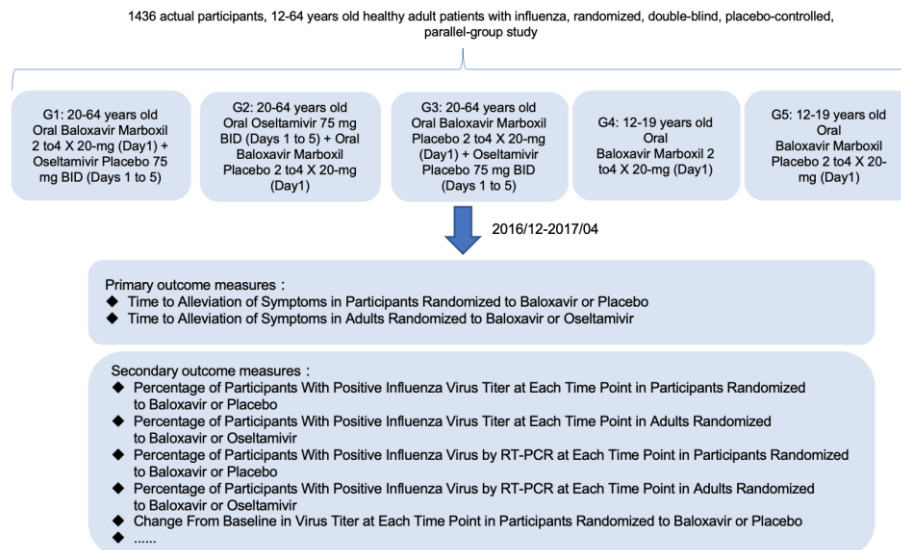 1436 actual participants, 12-64 years old healthy adult patients with influenza, randomized, double-blind, placebo-controlled,
parallel-group study
G1: 20-64 years old
Oral Baloxavir Marboxil
2 to4 X 20-mg (Day1) +
Oseltamivir Placebo 75
mg BID (Days 1 to 5)
G2: 20-64 years old
Oral Oseltamivir 75 mg
BID (Days 1 to 5) + Oral
Baloxavir Marboxil
Placebo 2 to4 X 20-mg
(Day1)
G3: 20-64 years old
Oral Baloxavir Marboxil
Placebo 2 to4 X 20-mg
(Day1) + Oseltamivir
Placebo 75 mg BID
(Days 1 to 5)
G4: 12-19 years old
Oral
Baloxavir Marboxil 2
to4 X 20-mg (Day1)
G5: 12-19 years old
Oral
Baloxavir Marboxil
Placebo 2 to4 X 20-
mg (Day1)
2016/12-2017/04
Primary outcome measures：
◆ Time to Alleviation of Symptoms in Participants Randomized to Baloxavir or Placebo
◆ Time to Alleviation of Symptoms in Adults Randomized to Baloxavir or Oseltamivir
Secondary outcome measures：
◆ Percentage of Participants With Positive Influenza Virus Titer at Each Time Point in Participants Randomized
to Baloxavir or Placebo
◆ Percentage of Participants With Positive Influenza Virus Titer at Each Time Point in Adults Randomized
to Baloxavir or Oseltamivir
◆ Percentage of Participants With Positive Influenza Virus by RT-PCR at Each Time Point in Participants Randomized
to Baloxavir or Placebo
◆ Percentage of Participants With Positive Influenza Virus by RT-PCR at Each Time Point in Adults Randomized
to Baloxavir or Oseltamivir
◆ Change From Baseline in Virus Titer at Each Time Point in Participants Randomized to Baloxavir or Placebo
◆ ......